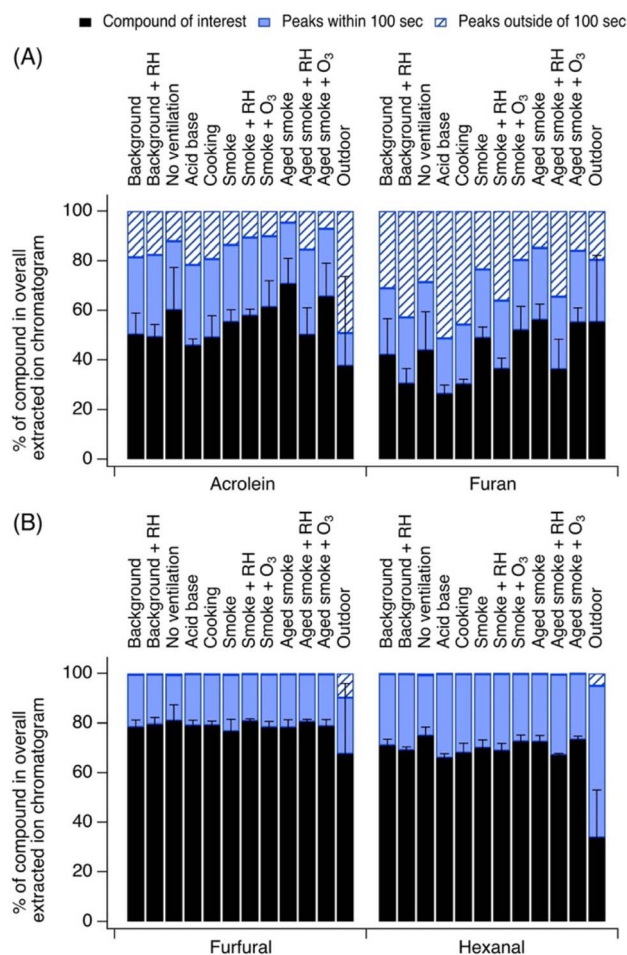 Compound of interest Peaks within 100 sec Peaks outside of 100 sec
(A)
Background
Background + RH
No ventilation
Acid base
Cooking
Smoke
Smoke + RH
Smoke + O3
Aged smoke
Aged smoke + RH
Aged smoke + O3
Outdoor
Background
Background + RH
No ventilation
Acid base
Cooking
Smoke
Smoke + RH
Smoke + O3
Aged smoke
Aged smoke + RH
Aged smoke + O3
Outdoor
% of compound in overall
extracted ion chromatogram
100
80
60
40
20
0
Acrolein
Furan
(B)
Background
Background + RH
No ventilation
Acid base
Cooking
Smoke
Smoke + RH
Smoke + O3
Aged smoke
Aged smoke + RH
Aged smoke + O3
Outdoor
Background
Background + RH
No ventilation
Acid base
Cooking
Smoke
Smoke + RH
Smoke + O3
Aged smoke
Aged smoke + RH
Aged smoke + O3
Outdoor
% of compound in overall
extracted ion chromatogram
100
80
60
40
20
0
Furfural
Hexanal